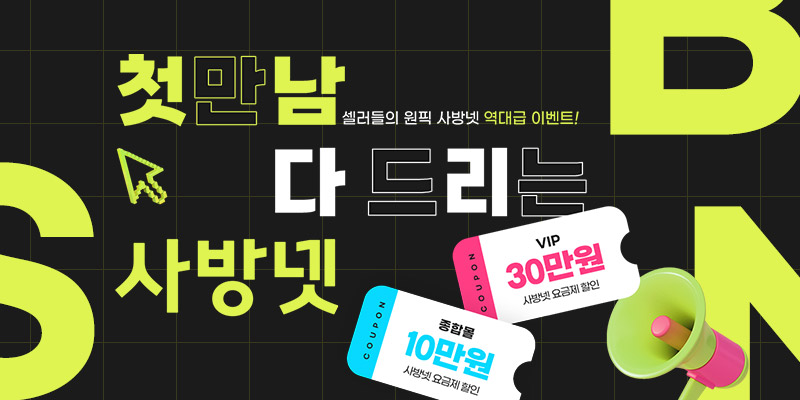 첫만남
셀러들의 원픽 사방넷 역대급 이벤트!
다 드리는
사방넷
COUPON
VIP
30만원
사방넷 요금제 할인
COUPON
종합몰
10만원
사방넷 요금제 할인
S
B
N